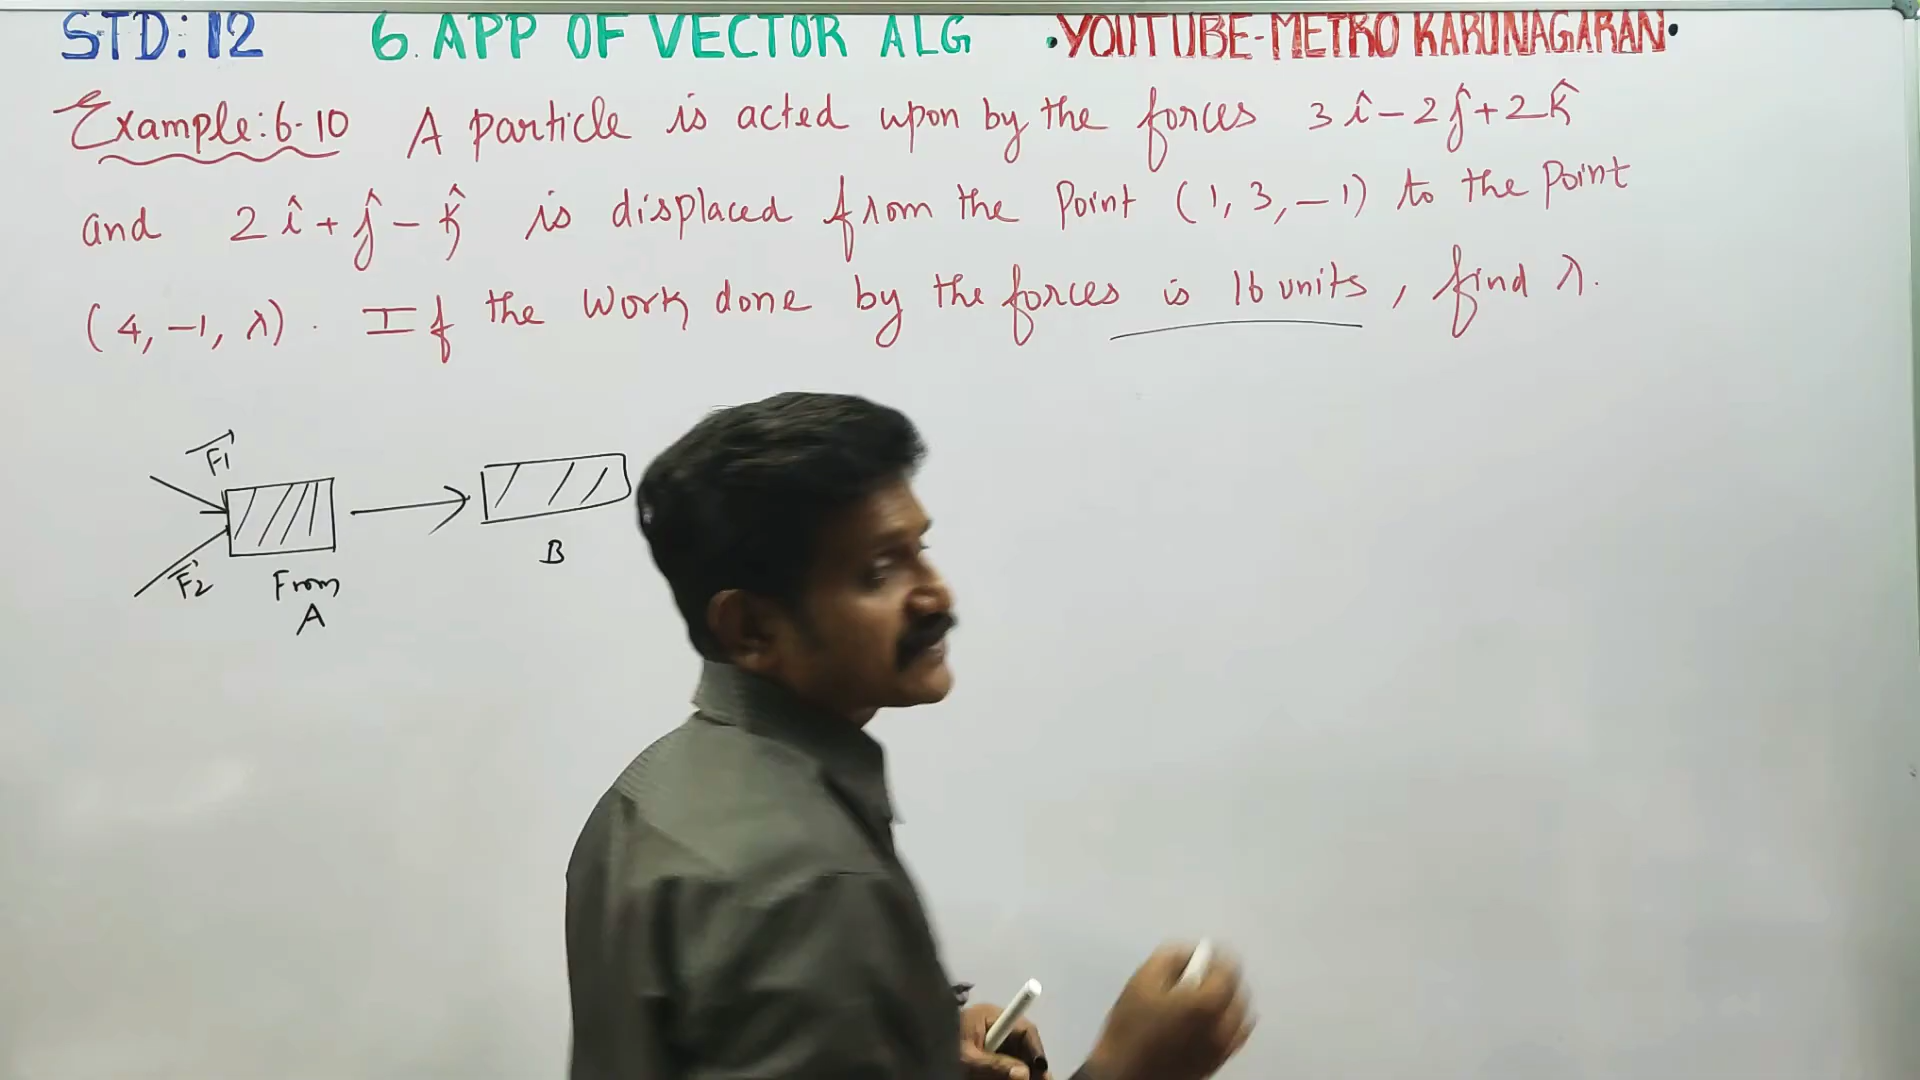 STD: 12 6. APP OF VECTOR ALG •YOUTUBE-METRO KARUNAGARAN•
Example: 6-10 A particle is acted upon by the forces 3î - 2ĵ + 2k̂
and 2î + ĵ - k̂ is displaced from the Point (1, 3, -1) to the point
(4, -1, λ). If the work done by the forces is 16 units, find λ.
F1
F2
From
A
B